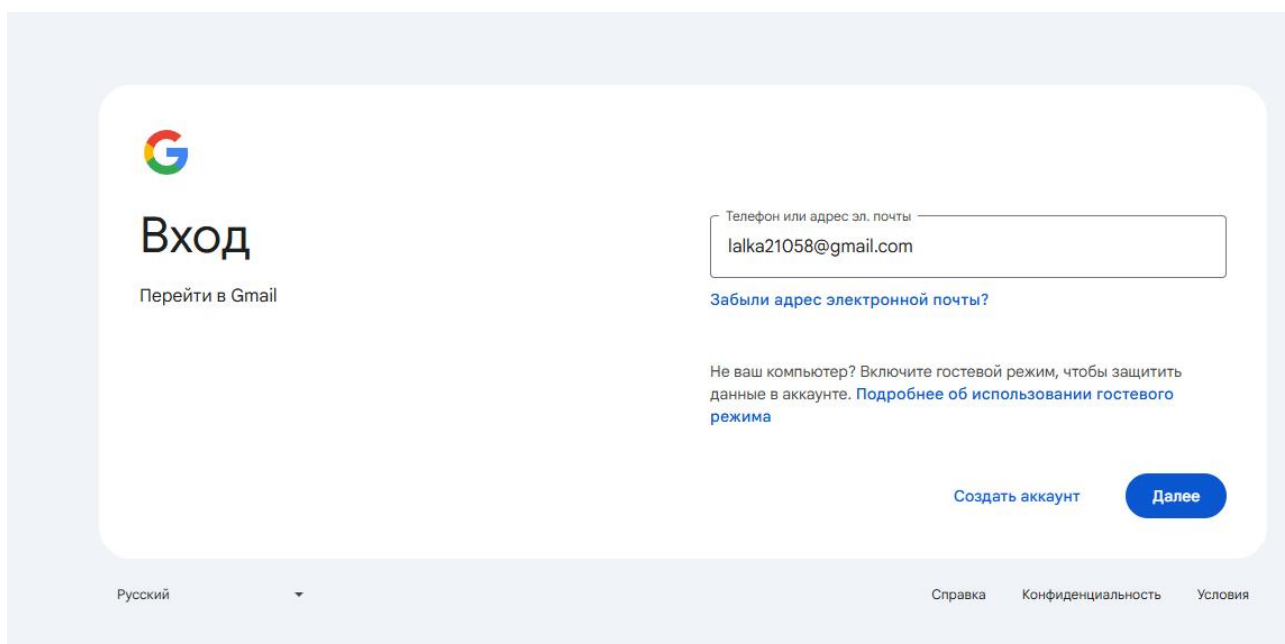 Вход
Перейти в Gmail
Телефон или адрес эл. почты
lalka21058@gmail.com
Забыли адрес электронной почты?
Не ваш компьютер? Включите гостевой режим, чтобы защитить
данные в аккаунте. Подробнее об использовании гостевого
режима
Создать аккаунт
Далее
Русский
Справка
Конфиденциальность
Условия